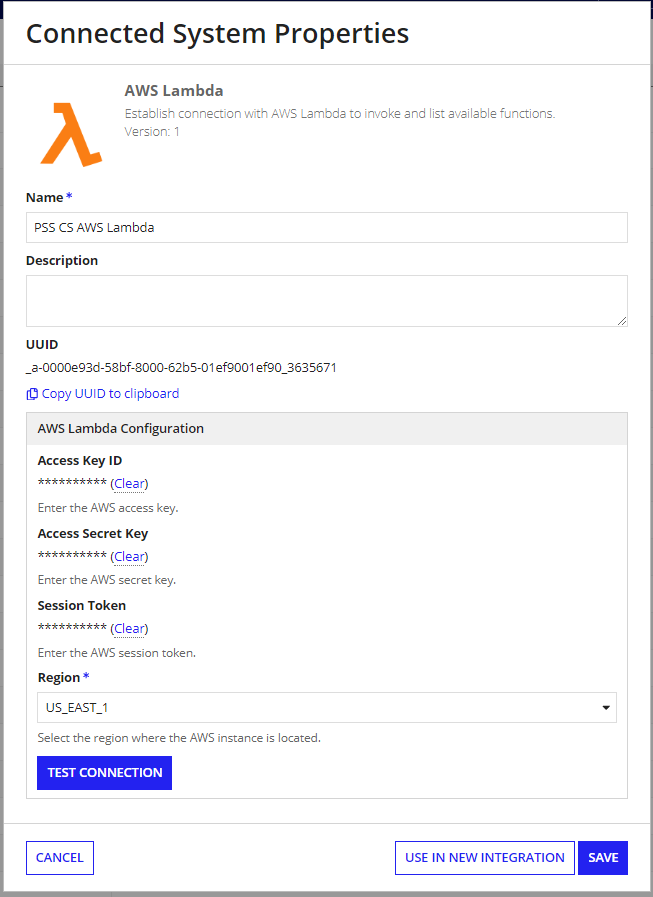 Connected System Properties
AWS Lambda
Establish connection with AWS Lambda to invoke and list available functions.
Version: 1
Name *
PSS CS AWS Lambda
Description
UUID
_a-0000e93d-58bf-8000-62b5-01ef9001ef90_3635671
Copy UUID to clipboard
AWS Lambda Configuration
Access Key ID
********** (Clear)
Enter the AWS access key.
Access Secret Key
********** (Clear)
Enter the AWS secret key.
Session Token
********** (Clear)
Enter the AWS session token.
Region *
US_EAST_1
Select the region where the AWS instance is located.
TEST CONNECTION
CANCEL USE IN NEW INTEGRATION SAVE